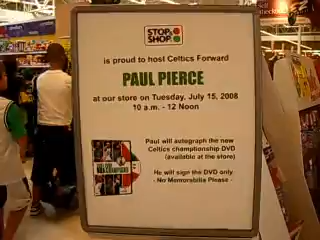 STOP&
SHOP
is proud to host Celtics Forward
PAUL PIERCE
at our store on Tuesday, July 15, 2008
10 a.m. - 12 Noon
Paul will autograph the new
Celtics championship DVD
(available at the store)
He will sign the DVD only
- No Memorabilia Please -